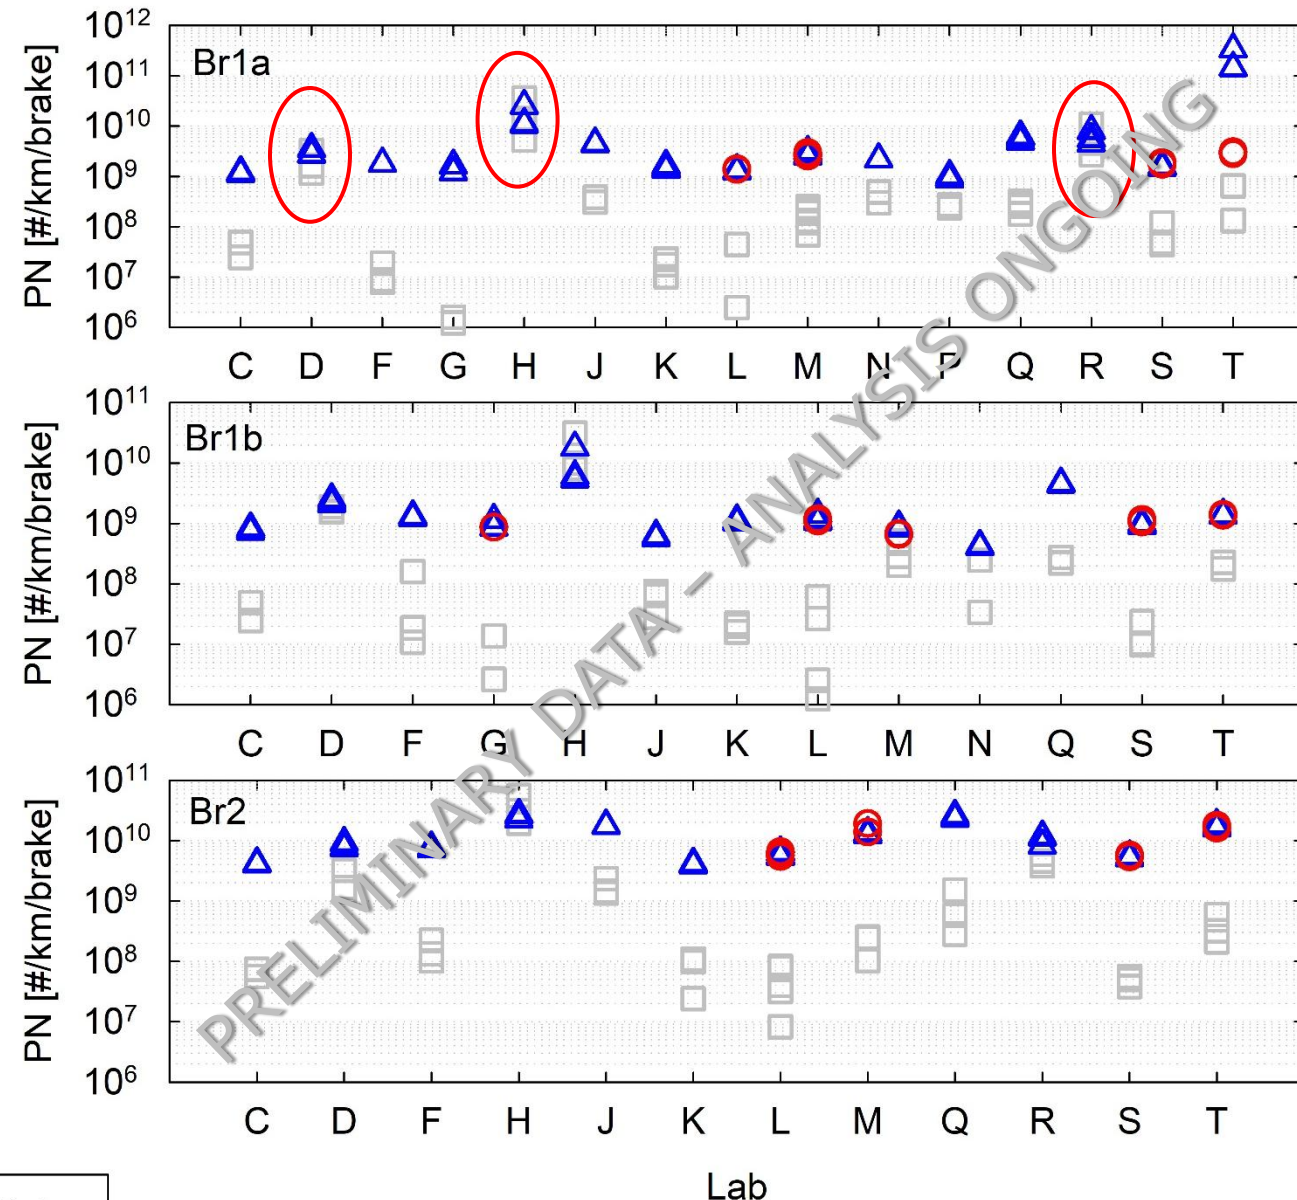 PN [#/km/brake]
10¹²
10¹¹
10¹⁰
10⁹
10⁸
10⁷
10⁶
Br1a
C D F G H J K L M N P Q R S T
PN [#/km/brake]
10¹¹
10¹⁰
10⁹
10⁸
10⁷
10⁶
Br1b
C D F G H J K L M N Q S T
PN [#/km/brake]
10¹¹
10¹⁰
10⁹
10⁸
10⁷
10⁶
Br2
C D F H J K L M Q R S T
Lab
PRELIMINARY DATA – ANALYSIS ONGOING